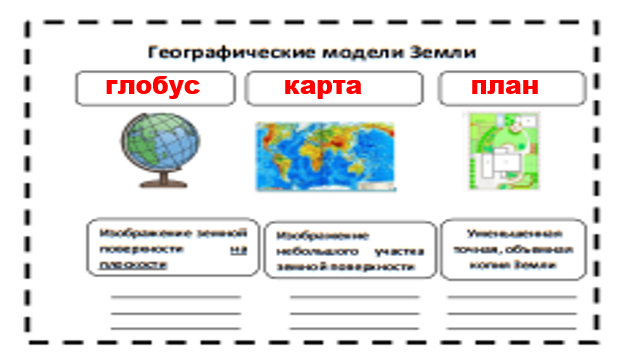 Географические модели Земли
глобус
карта
план
Изображение земной
поверхности на
плоскости
Изображение
небольшого участка
земной поверхности
Уменьшенная
точная, объемная
копия Земли